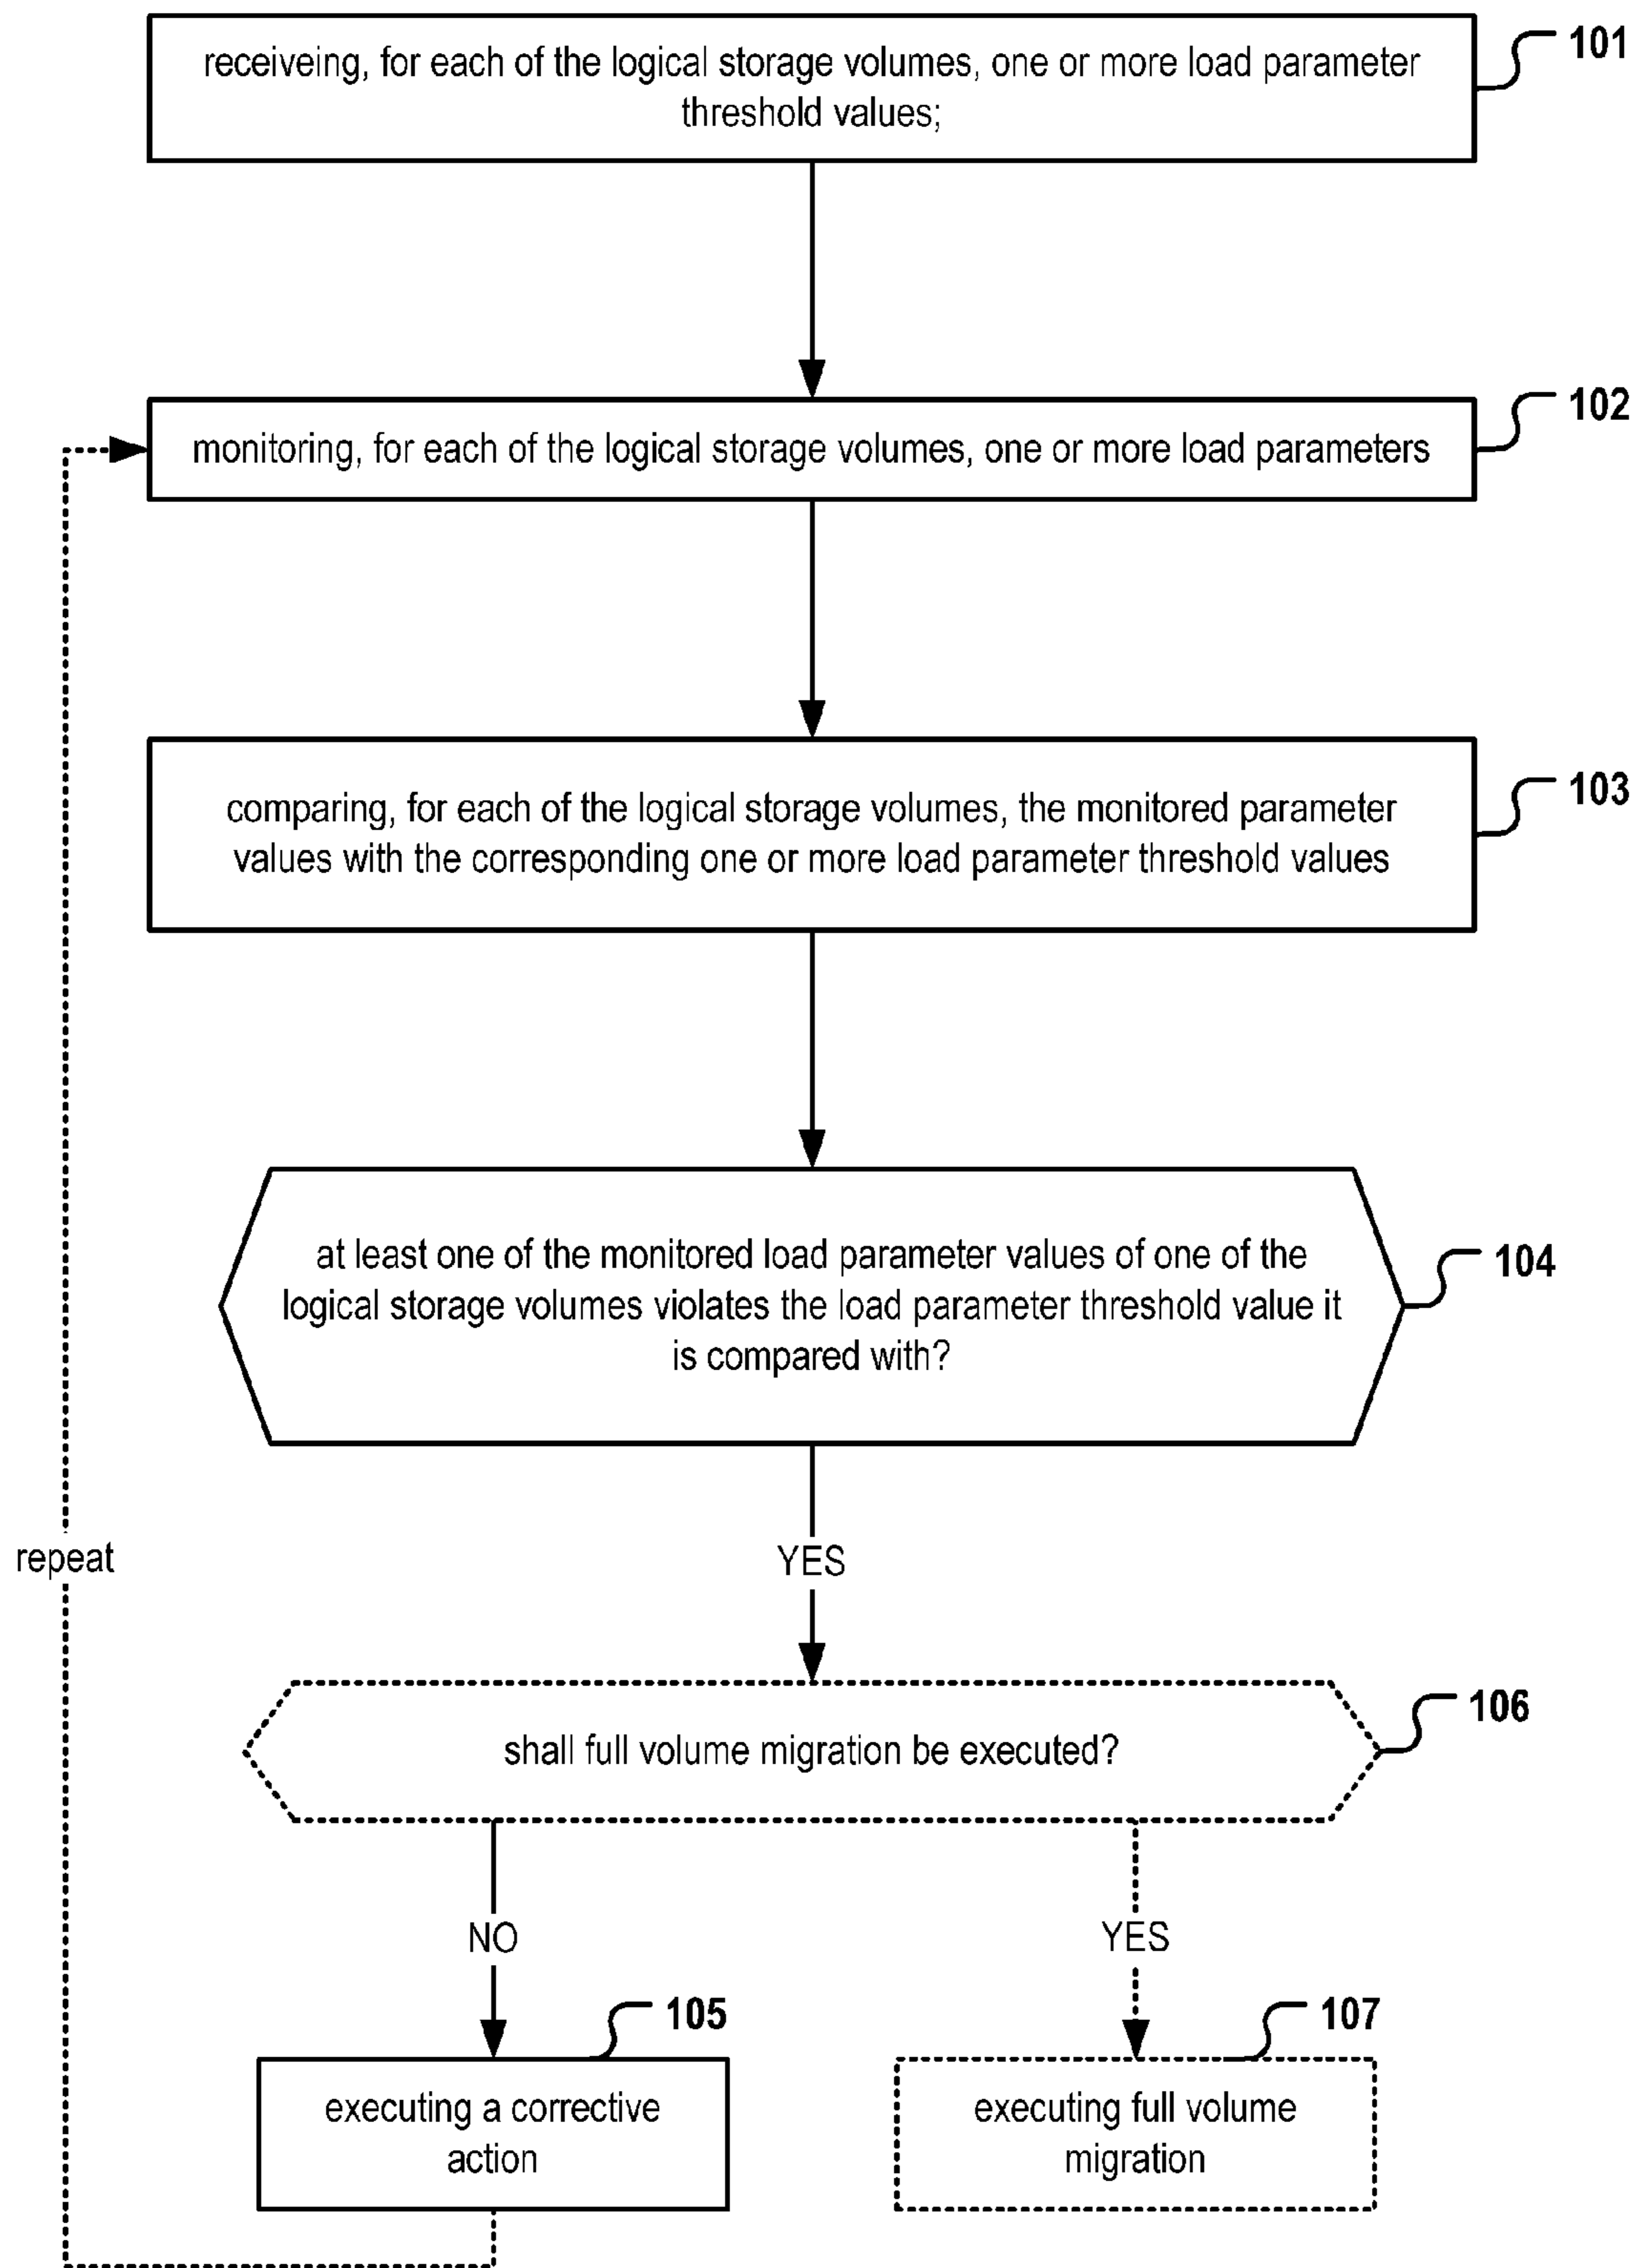 receiveing, for each of the logical storage volumes, one or more load parameter
threshold values;
101
monitoring, for each of the logical storage volumes, one or more load parameters
102
comparing, for each of the logical storage volumes, the monitored parameter
values with the corresponding one or more load parameter threshold values
103
at least one of the monitored load parameter values of one of the
logical storage volumes violates the load parameter threshold value it
is compared with?
104
repeat
YES
shall full volume migration be executed?
106
NO
YES
105
107
executing a corrective
action
executing full volume
migration